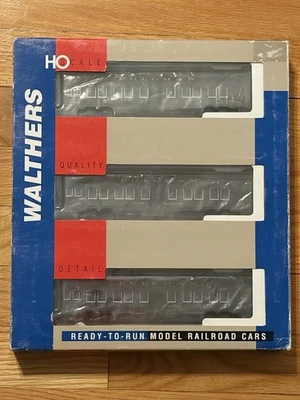 HO SCALE
WALTHERS
QUALITY
DETAIL
READY-TO-RUN MODEL RAILROAD CARS